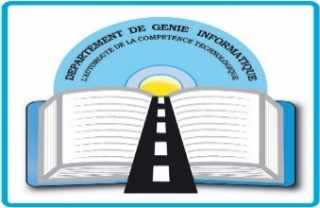 DEPARTEMENT DE GENIE INFORMATIQUE
L'AUTOROUTE DE LA COMPETENCE TECHNOLOGIQUE